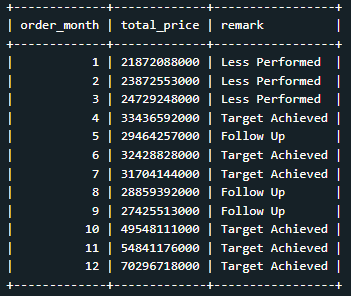 +-------------+-------------+-----------------+
| order_month | total_price | remark          |
+-------------+-------------+-----------------+
|           1 | 21872088000 | Less Performed  |
|           2 | 23872553000 | Less Performed  |
|           3 | 24729248000 | Less Performed  |
|           4 | 33436592000 | Target Achieved |
|           5 | 29464257000 | Follow Up       |
|           6 | 32428828000 | Target Achieved |
|           7 | 31704144000 | Target Achieved |
|           8 | 28859392000 | Follow Up       |
|           9 | 27425513000 | Follow Up       |
|          10 | 49548111000 | Target Achieved |
|          11 | 54841176000 | Target Achieved |
|          12 | 70296718000 | Target Achieved |
+-------------+-------------+-----------------+